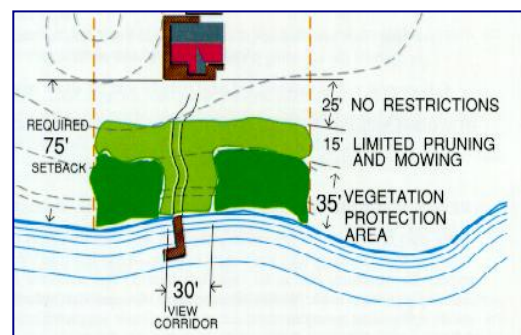 REQUIRED
75'
SETBACK
25' NO RESTRICTIONS
15' LIMITED PRUNING
AND MOWING
35' VEGETATION
PROTECTION
AREA
30'
VIEW
CORRIDOR